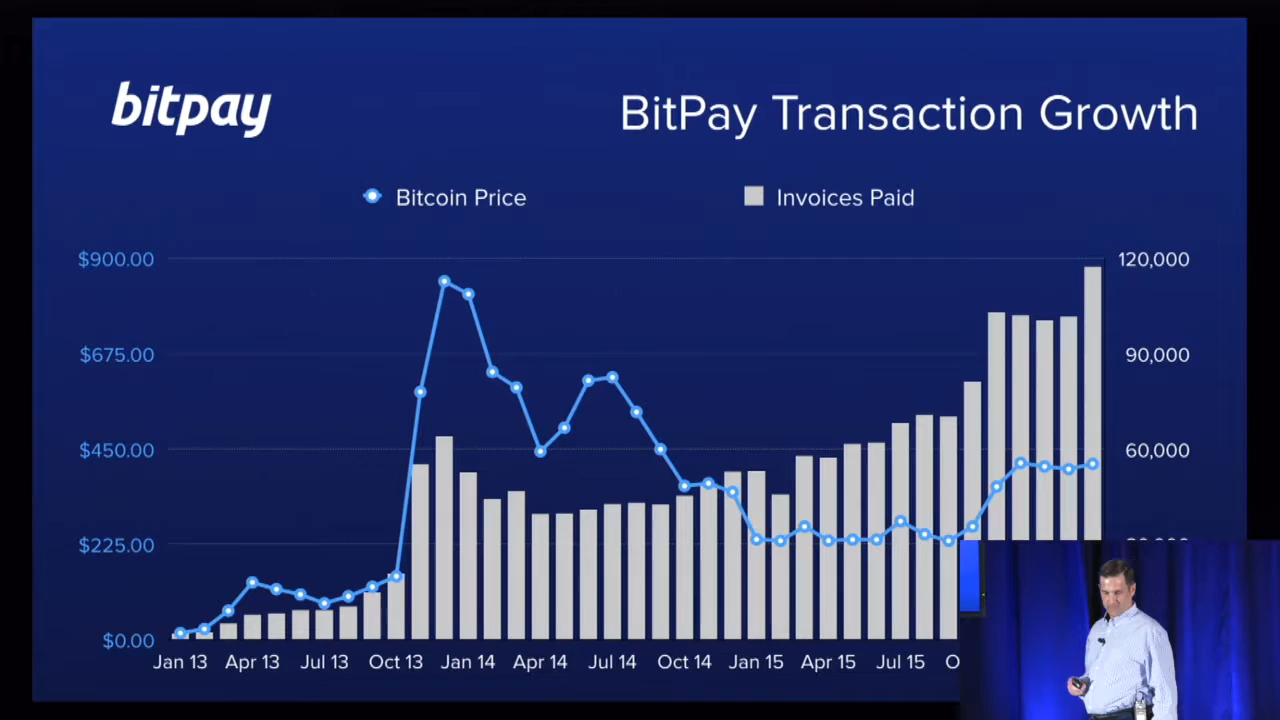 bitpay
BitPay Transaction Growth
Bitcoin Price
Invoices Paid
$900.00
120,000
$675.00
90,000
$450.00
60,000
$225.00
$0.00
Jan 13 Apr 13 Jul 13 Oct 13 Jan 14 Apr 14 Jul 14 Oct 14 Jan 15 Apr 15 Jul 15